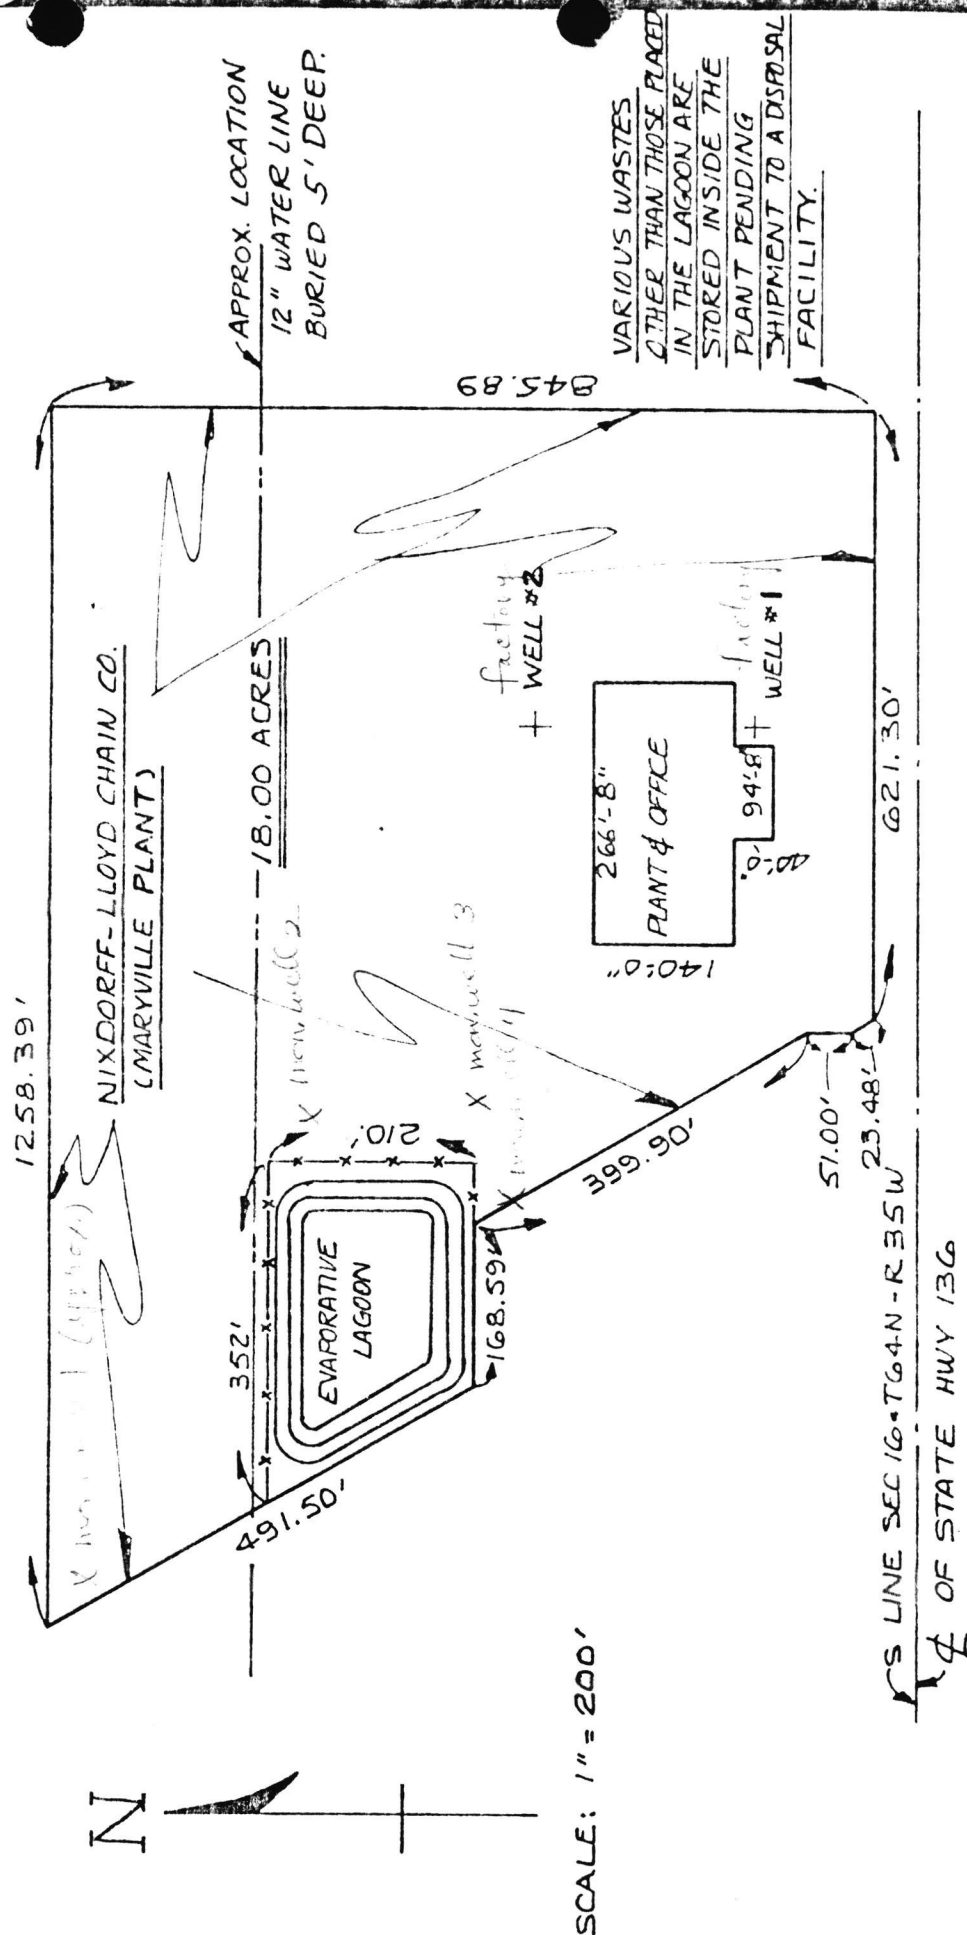 1258.39'
NIXDORFF-LLOYD CHAIN CO.
(MARYVILLE PLANT)
APPROX. LOCATION
12" WATER LINE
BURIED 5' DEEP.
18.00 ACRES
352'
491.50'
EVAPORATIVE
LAGOON
210.'
168.59'
X monwell 2
X monwell 3
X
X
399.90'
factory
WELL #2
factory
WELL #1
266'-8"
PLANT & OFFICE
140'-0"
94'-8"
40'-0"
845.89
51.00'
23.48'
621.30'
VARIOUS WASTES
OTHER THAN THOSE PLACED
IN THE LAGOON ARE
STORED INSIDE THE
PLANT PENDING
SHIPMENT TO A DISPOSAL
FACILITY.
N
SCALE: 1" = 200'
S LINE SEC 16-T64N-R35W
℄ OF STATE HWY 136